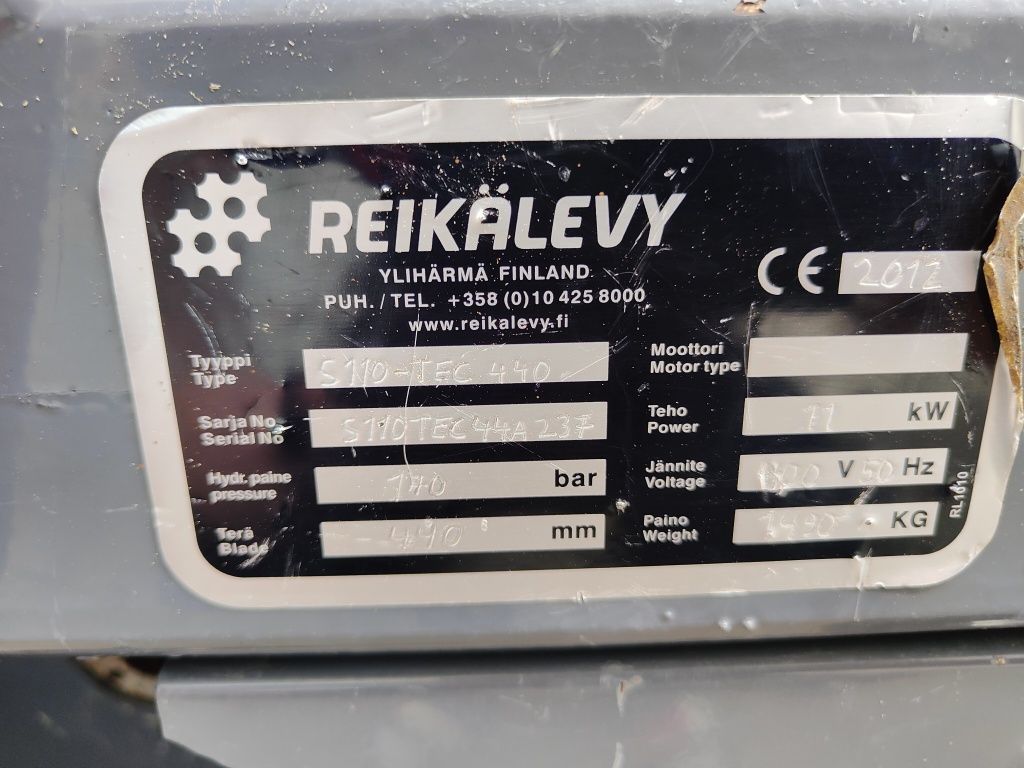 REIKÄLEVY
YLIHÄRMÄ FINLAND
PUH. / TEL. +358 (0)10 425 8000
www.reikalevy.fi
CE 2012
Tyyppi
Type
S110-TEC 440
Sarja No
Serial No
S110TEC44A237
Hydr. paine
pressure
140 bar
Terä
Blade
mm
Moottori
Motor type
Teho
Power
11 kW
Jännite
Voltage
V 50 Hz
Paino
Weight
KG
RL1010